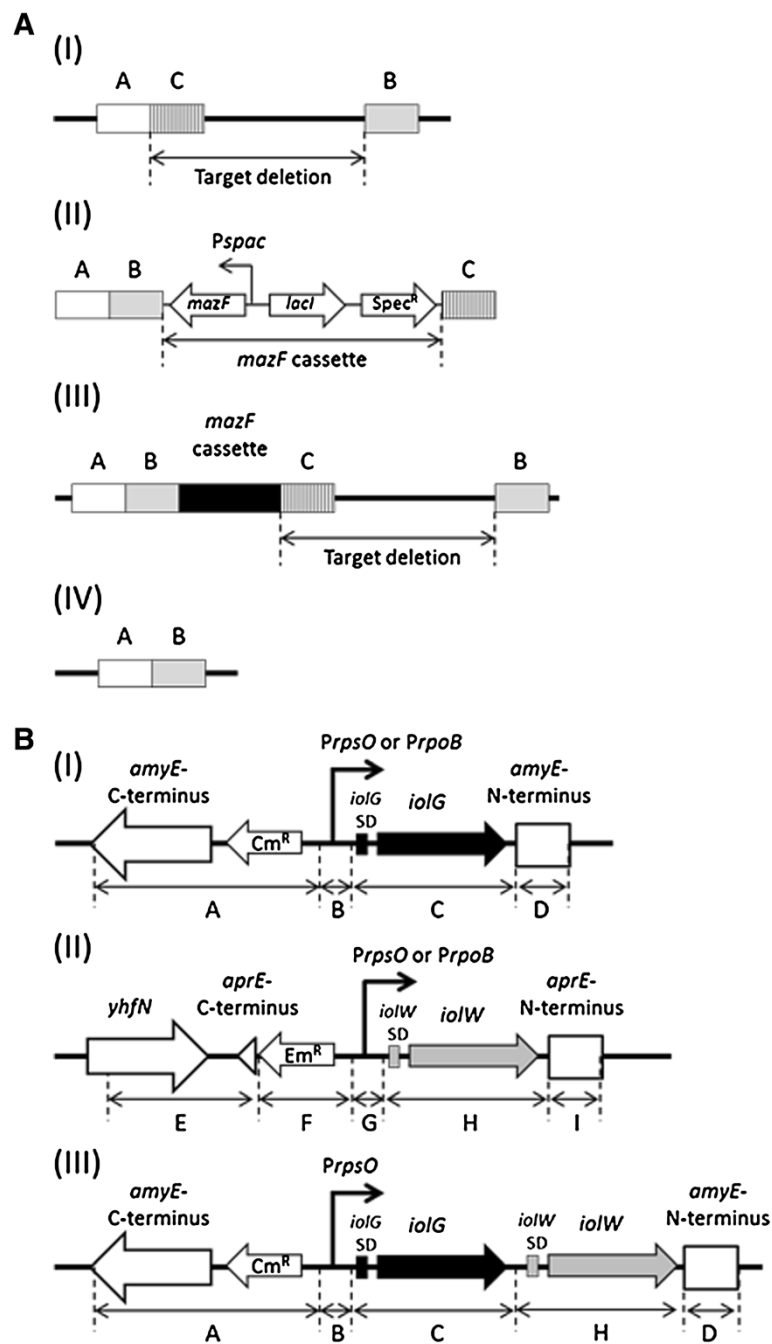 A
(I)
A C B
Target deletion
(II)
Pspac
A B C
mazF lacI Spec^R
mazF cassette
(III)
mazF
cassette
A B C B
Target deletion
(IV)
A B
B
(I)
PrpsO or PrpoB
amyE- amyE-
C-terminus iolG iolG N-terminus
SD
Cm^R
A B C D
(II)
PrpsO or PrpoB
aprE- aprE-
yhfN C-terminus iolW iolW N-terminus
SD
Em^R
E F G H I
(III)
PrpsO
amyE- amyE-
C-terminus iolG iolG iolW iolW N-terminus
SD SD
Cm^R
A B C H D